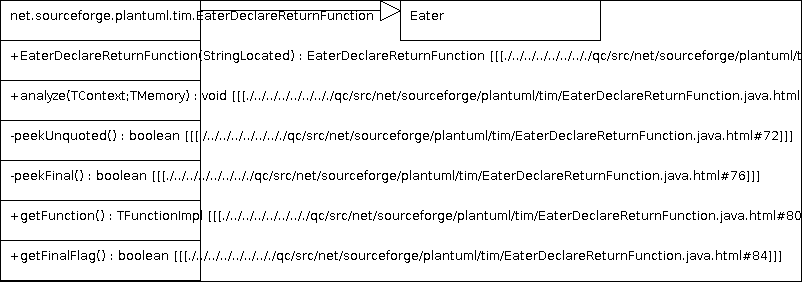 net.sourceforge.plantuml.tim.EaterDeclareReturnFunction
Eater
+EaterDeclareReturnFunction(StringLocated) : EaterDeclareReturnFunction [[[./../../../../../../../qc/src/net/sourceforge/plantuml/t
+analyze(TContext;TMemory) : void [[[./../../../../../../../qc/src/net/sourceforge/plantuml/tim/EaterDeclareReturnFunction.java.html
-peekUnquoted() : boolean [[[./../../../../../../../qc/src/net/sourceforge/plantuml/tim/EaterDeclareReturnFunction.java.html#72]]]
-peekFinal() : boolean [[[./../../../../../../../qc/src/net/sourceforge/plantuml/tim/EaterDeclareReturnFunction.java.html#76]]]
+getFunction() : TFunctionImpl [[[./../../../../../../../qc/src/net/sourceforge/plantuml/tim/EaterDeclareReturnFunction.java.html#80
+getFinalFlag() : boolean [[[./../../../../../../../qc/src/net/sourceforge/plantuml/tim/EaterDeclareReturnFunction.java.html#84]]]